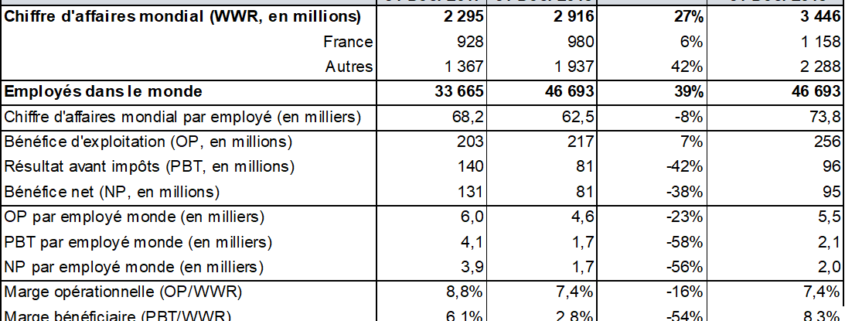 Chiffre d'affaires mondial (WWR, en millions) 2 295 2 916 27% 3 446
France 928 980 6% 1 158
Autres 1 367 1 937 42% 2 288
Employés dans le monde 33 665 46 693 39% 46 693
Chiffre d'affaires mondial par employé (en milliers) 68,2 62,5 -8% 73,8
Bénéfice d'exploitation (OP, en millions) 203 217 7% 256
Résultat avant impôts (PBT, en millions) 140 81 -42% 96
Bénéfice net (NP, en millions) 131 81 -38% 95
OP par employé monde (en milliers) 6,0 4,6 -23% 5,5
PBT par employé monde (en milliers) 4,1 1,7 -58% 2,1
NP par employé monde (en milliers) 3,9 1,7 -56% 2,0
Marge opérationnelle (OP/WWR) 8,8% 7,4% -16% 7,4%
Marge bénéficiaire (PBT/WWR) 6,1% 2,8% -54% 8,3%